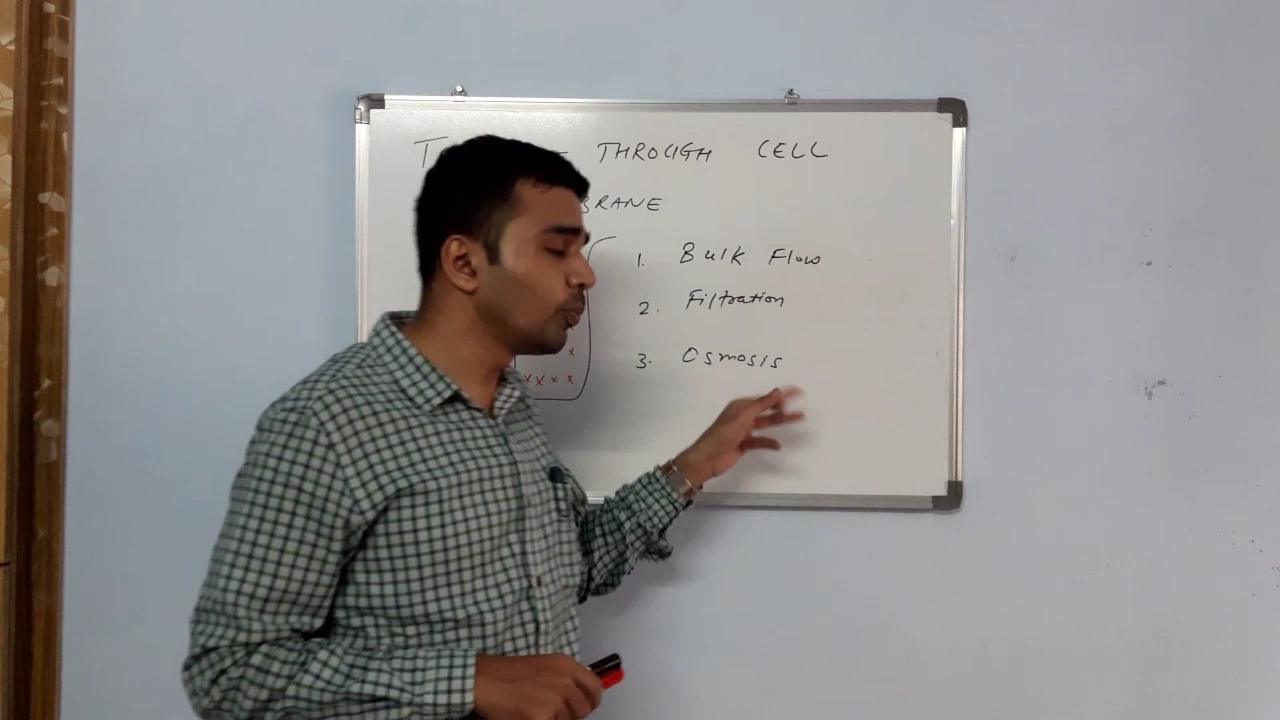 THROUGH CELL
BRANE
1. Bulk Flow
2. Filtration
3. Osmosis
x
x x x x